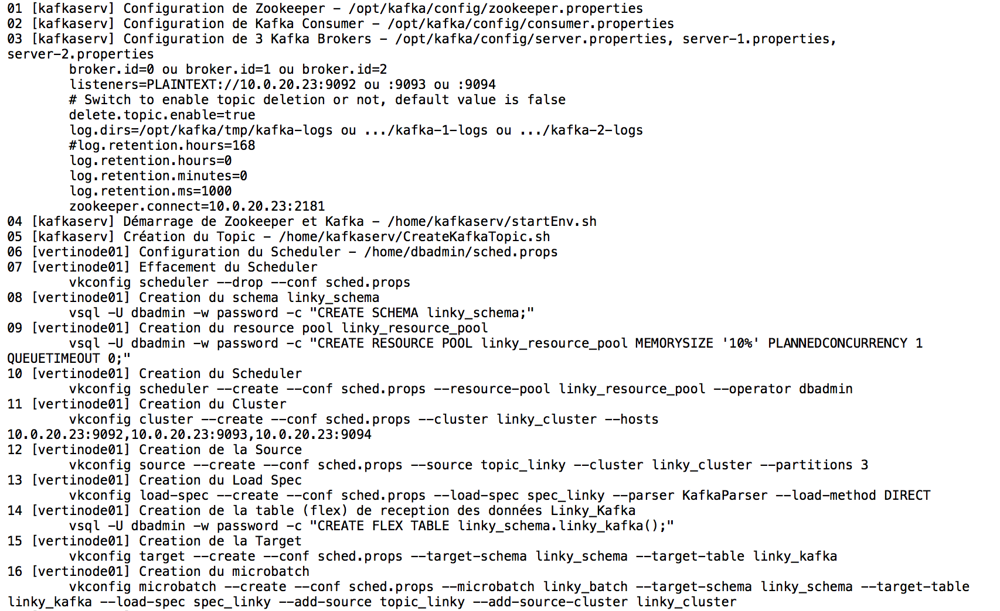 01 [kafkaserv] Configuration de Zookeeper – /opt/kafka/config/zookeeper.properties
02 [kafkaserv] Configuration de Kafka Consumer – /opt/kafka/config/consumer.properties
03 [kafkaserv] Configuration de 3 Kafka Brokers – /opt/kafka/config/server.properties, server-1.properties,
server-2.properties
broker.id=0 ou broker.id=1 ou broker.id=2
listeners=PLAINTEXT://10.0.20.23:9092 ou :9093 ou :9094
# Switch to enable topic deletion or not, default value is false
delete.topic.enable=true
log.dirs=/opt/kafka/tmp/kafka-logs ou .../kafka-1-logs ou .../kafka-2-logs
#log.retention.hours=168
log.retention.hours=0
log.retention.minutes=0
log.retention.ms=1000
zookeeper.connect=10.0.20.23:2181
04 [kafkaserv] Démarrage de Zookeeper et Kafka – /home/kafkaserv/startEnv.sh
05 [kafkaserv] Création du Topic – /home/kafkaserv/CreateKafkaTopic.sh
06 [vertinode01] Configuration du Scheduler – /home/dbadmin/sched.props
07 [vertinode01] Effacement du Scheduler
vkconfig scheduler --drop --conf sched.props
08 [vertinode01] Creation du schema linky_schema
vsql -U dbadmin -w password -c "CREATE SCHEMA linky_schema;"
09 [vertinode01] Creation du resource pool linky_resource_pool
vsql -U dbadmin -w password -c "CREATE RESOURCE POOL linky_resource_pool MEMORYSIZE '10%' PLANNEDCONCURRENCY 1
QUEUETIMEOUT 0;"
10 [vertinode01] Creation du Scheduler
vkconfig scheduler --create --conf sched.props --resource-pool linky_resource_pool --operator dbadmin
11 [vertinode01] Creation du Cluster
vkconfig cluster --create --conf sched.props --cluster linky_cluster --hosts
10.0.20.23:9092,10.0.20.23:9093,10.0.20.23:9094
12 [vertinode01] Creation de la Source
vkconfig source --create --conf sched.props --source topic_linky --cluster linky_cluster --partitions 3
13 [vertinode01] Creation du Load Spec
vkconfig load-spec --create --conf sched.props --load-spec spec_linky --parser KafkaParser --load-method DIRECT
14 [vertinode01] Creation de la table (flex) de reception des données Linky_Kafka
vsql -U dbadmin -w password -c "CREATE FLEX TABLE linky_schema.linky_kafka();"
15 [vertinode01] Creation de la Target
vkconfig target --create --conf sched.props --target-schema linky_schema --target-table linky_kafka
16 [vertinode01] Creation du microbatch
vkconfig microbatch --create --conf sched.props --microbatch linky_batch --target-schema linky_schema --target-table
linky_kafka --load-spec spec_linky --add-source topic_linky --add-source-cluster linky_cluster